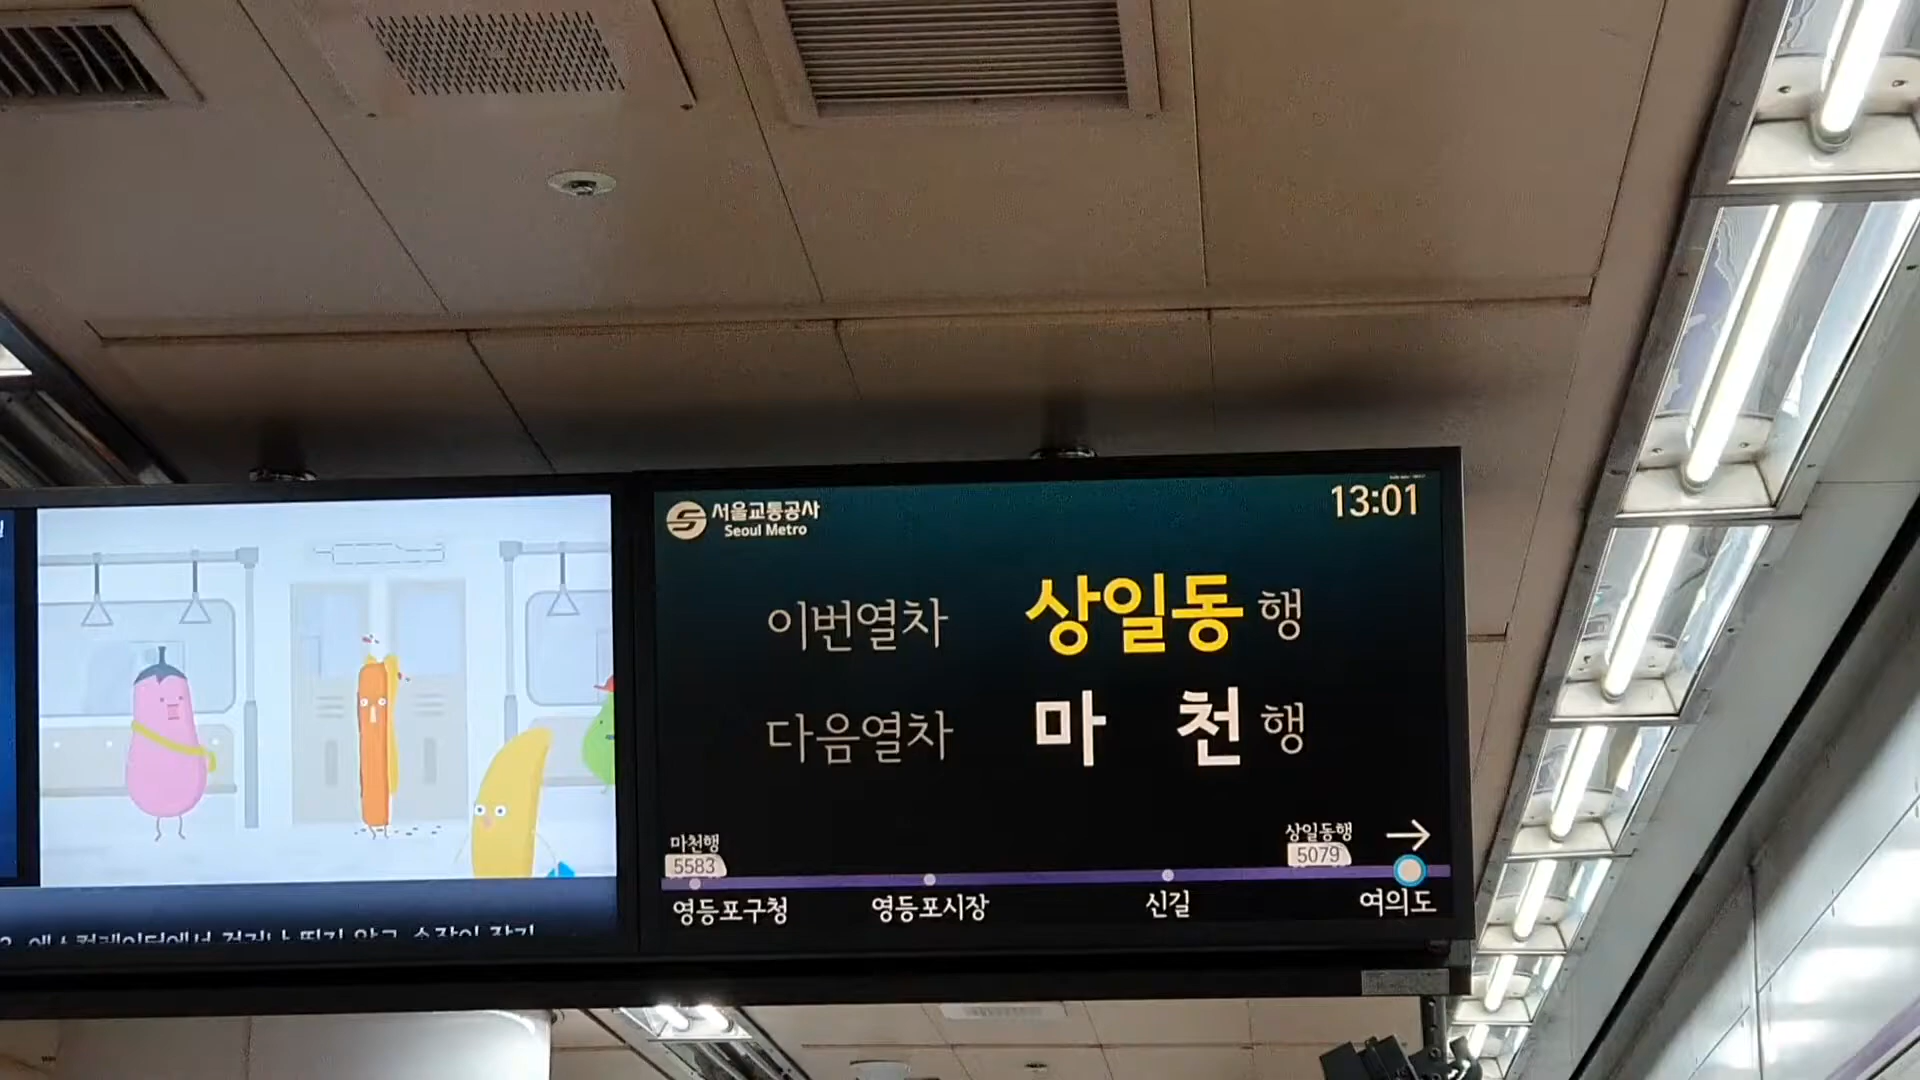 서울교통공사
Seoul Metro
13:01
이번열차 상일동 행
다음열차 마 천 행
마천행
5583
상일동행
5079
→
영등포구청 영등포시장 신길 여의도